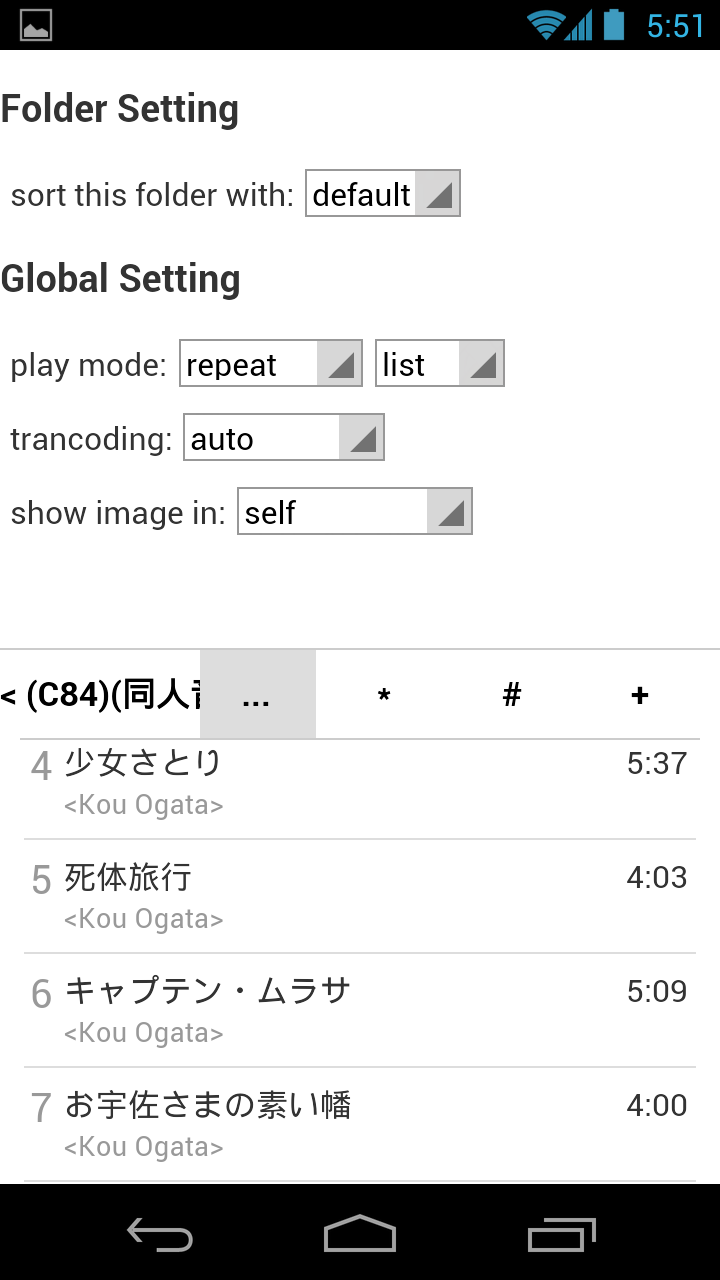 5:51
Folder Setting
sort this folder with: default
Global Setting
play mode: repeat list
trancoding: auto
show image in: self
< (C84)(同人 ... * # +
4 少女さとり 5:37
<Kou Ogata>
5 死体旅行 4:03
<Kou Ogata>
6 キャプテン・ムラサ 5:09
<Kou Ogata>
7 お宇佐さまの素い幡 4:00
<Kou Ogata>